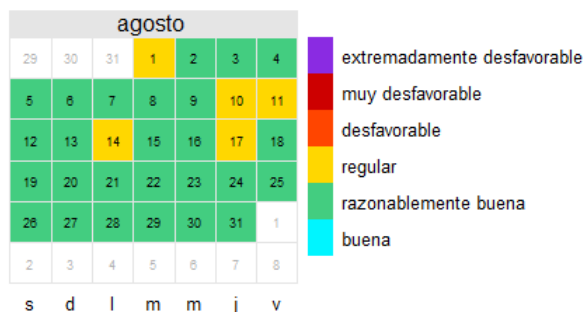 agosto
29 30 31 1 2 3 4
5 6 7 8 9 10 11
12 13 14 15 16 17 18
19 20 21 22 23 24 25
26 27 28 29 30 31 1
2 3 4 5 6 7 8
s d l m m j v
extremadamente desfavorable
muy desfavorable
desfavorable
regular
razonablemente buena
buena